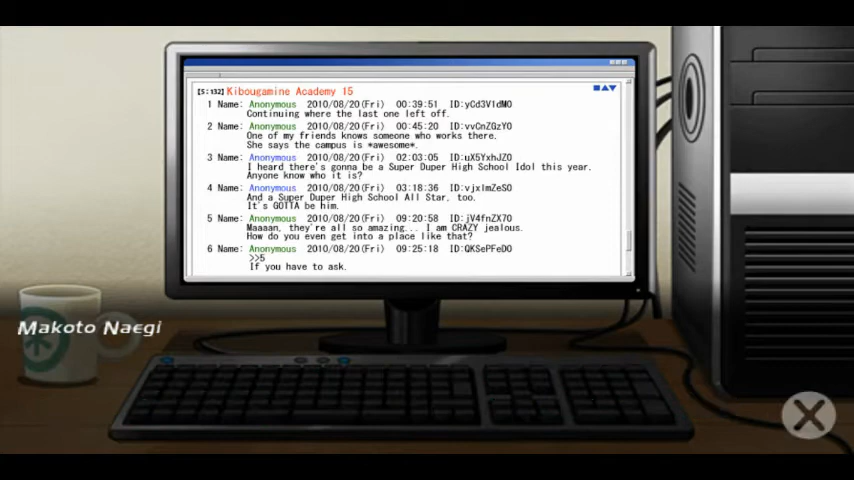 [5:132] Kibougamine Academy 15
1 Name: Anonymous 2010/08/20(Fri) 00:39:51 ID:yCd3VIdM0
Continuing where the last one left off.
2 Name: Anonymous 2010/08/20(Fri) 00:45:20 ID:vvCnZGzY0
One of my friends knows someone who works there.
She says the campus is *awesome*.
3 Name: Anonymous 2010/08/20(Fri) 02:03:05 ID:uX5YxhJZ0
I heard there's gonna be a Super Duper High School Idol this year.
Anyone know who it is?
4 Name: Anonymous 2010/08/20(Fri) 03:18:36 ID:vjxlmZeS0
And a Super Duper High School All Star, too.
It's GOTTA be him.
5 Name: Anonymous 2010/08/20(Fri) 09:20:58 ID:jV4fnZX70
Maaaan, they're all so amazing... I am CRAZY jealous.
How do you even get into a place like that?
6 Name: Anonymous 2010/08/20(Fri) 09:25:18 ID:QKSePFeD0
>>5
If you have to ask.
Makoto Naegi